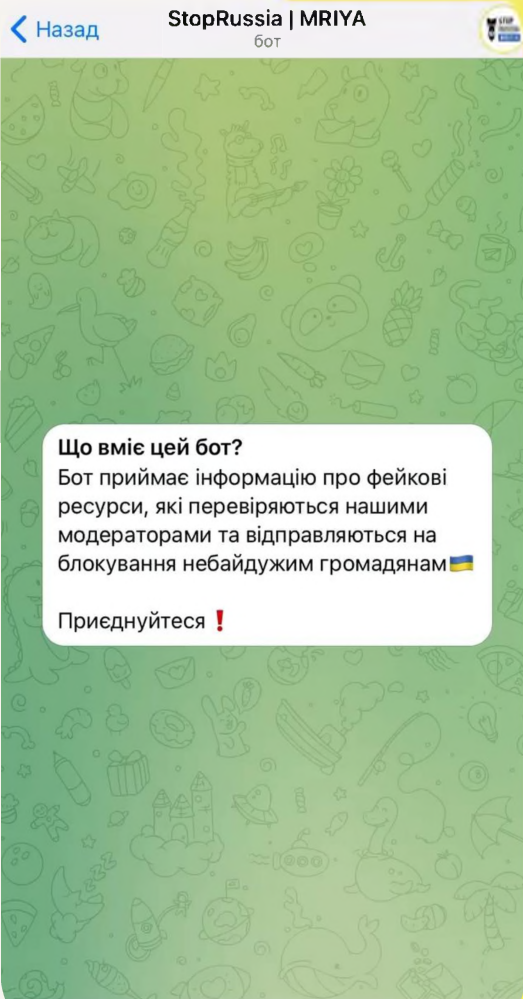 Назад
StopRussia | MRIYA
бот
STOP
Що вміє цей бот?
Бот приймає інформацію про фейкові
ресурси, які перевіряються нашими
модераторами та відправляються на
блокування небайдужим громадянам🇺🇦
Приєднуйтеся❗